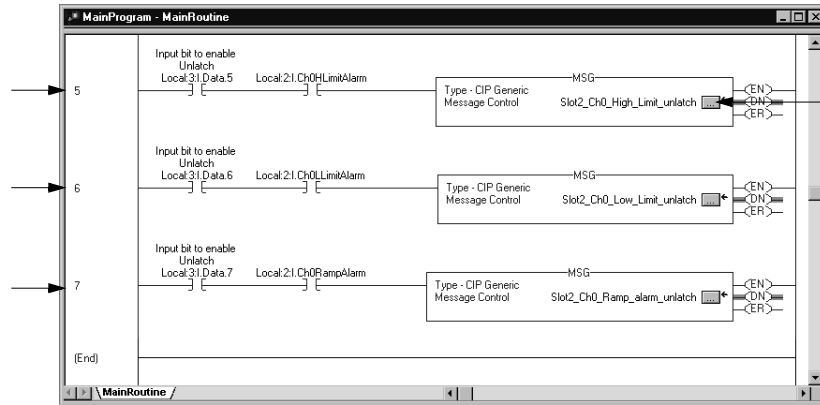 MainProgram - MainRoutine
Input bit to enable
Unlatch
Local:3:I.Data.5 Local:2:I.Ch0HLimitAlarm
5
MSG
Type - CIP Generic
Message Control Slot2_Ch0_High_Limit_unlatch ...
EN
DN
ER
Input bit to enable
Unlatch
Local:3:I.Data.6 Local:2:I.Ch0LLimitAlarm
6
MSG
Type - CIP Generic
Message Control Slot2_Ch0_Low_Limit_unlatch ...
EN
DN
ER
Input bit to enable
Unlatch
Local:3:I.Data.7 Local:2:I.Ch0RampAlarm
7
MSG
Type - CIP Generic
Message Control Slot2_Ch0_Ramp_alarm_unlatch ...
EN
DN
ER
(End)
MainRoutine